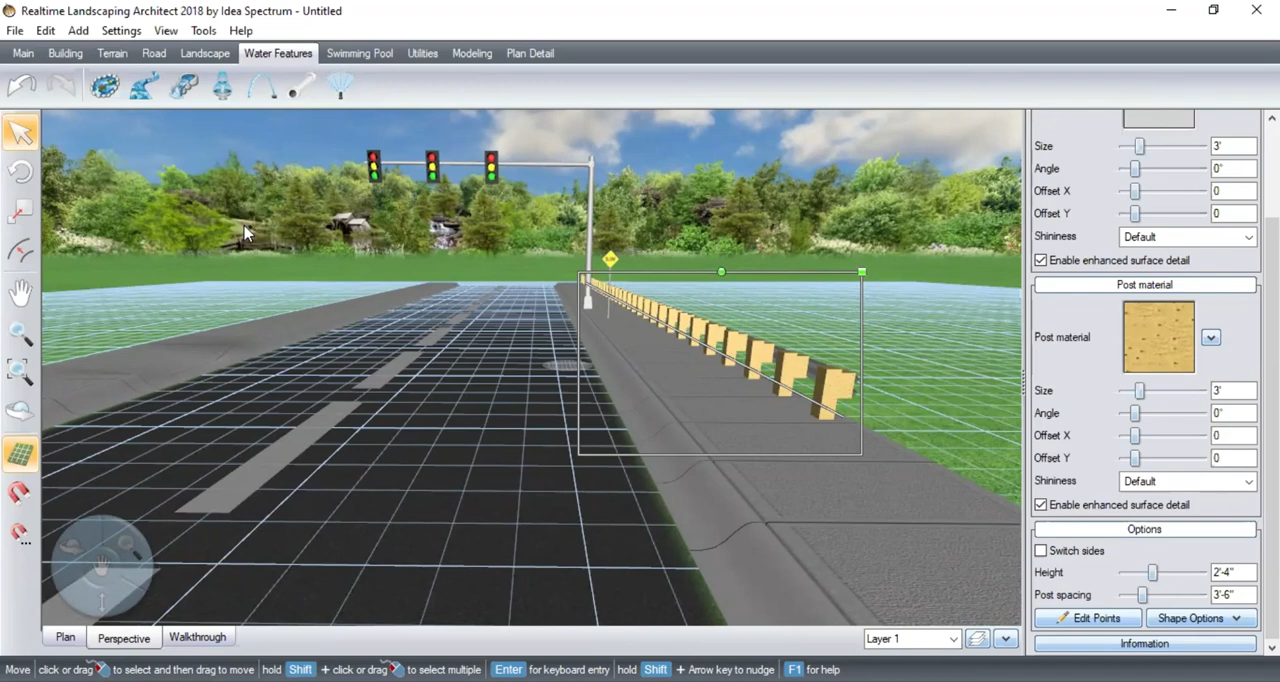 Realtime Landscaping Architect 2018 by Idea Spectrum - Untitled
File Edit Add Settings View Tools Help
Main Building Terrain Road Landscape Water Features Swimming Pool Utilities Modeling Plan Detail
Size 3'
Angle 0°
Offset X 0
Offset Y 0
Shininess Default
Enable enhanced surface detail
Post material
Post material
Size 3'
Angle 0°
Offset X 0
Offset Y 0
Shininess Default
Enable enhanced surface detail
Options
Switch sides
Height 2'-4"
Post spacing 3'-6"
Edit Points Shape Options
Plan Perspective Walkthrough Layer 1 Information
Move click or drag to select and then drag to move hold Shift + click or drag to select multiple Enter for keyboard entry hold Shift + Arrow key to nudge F1 for help